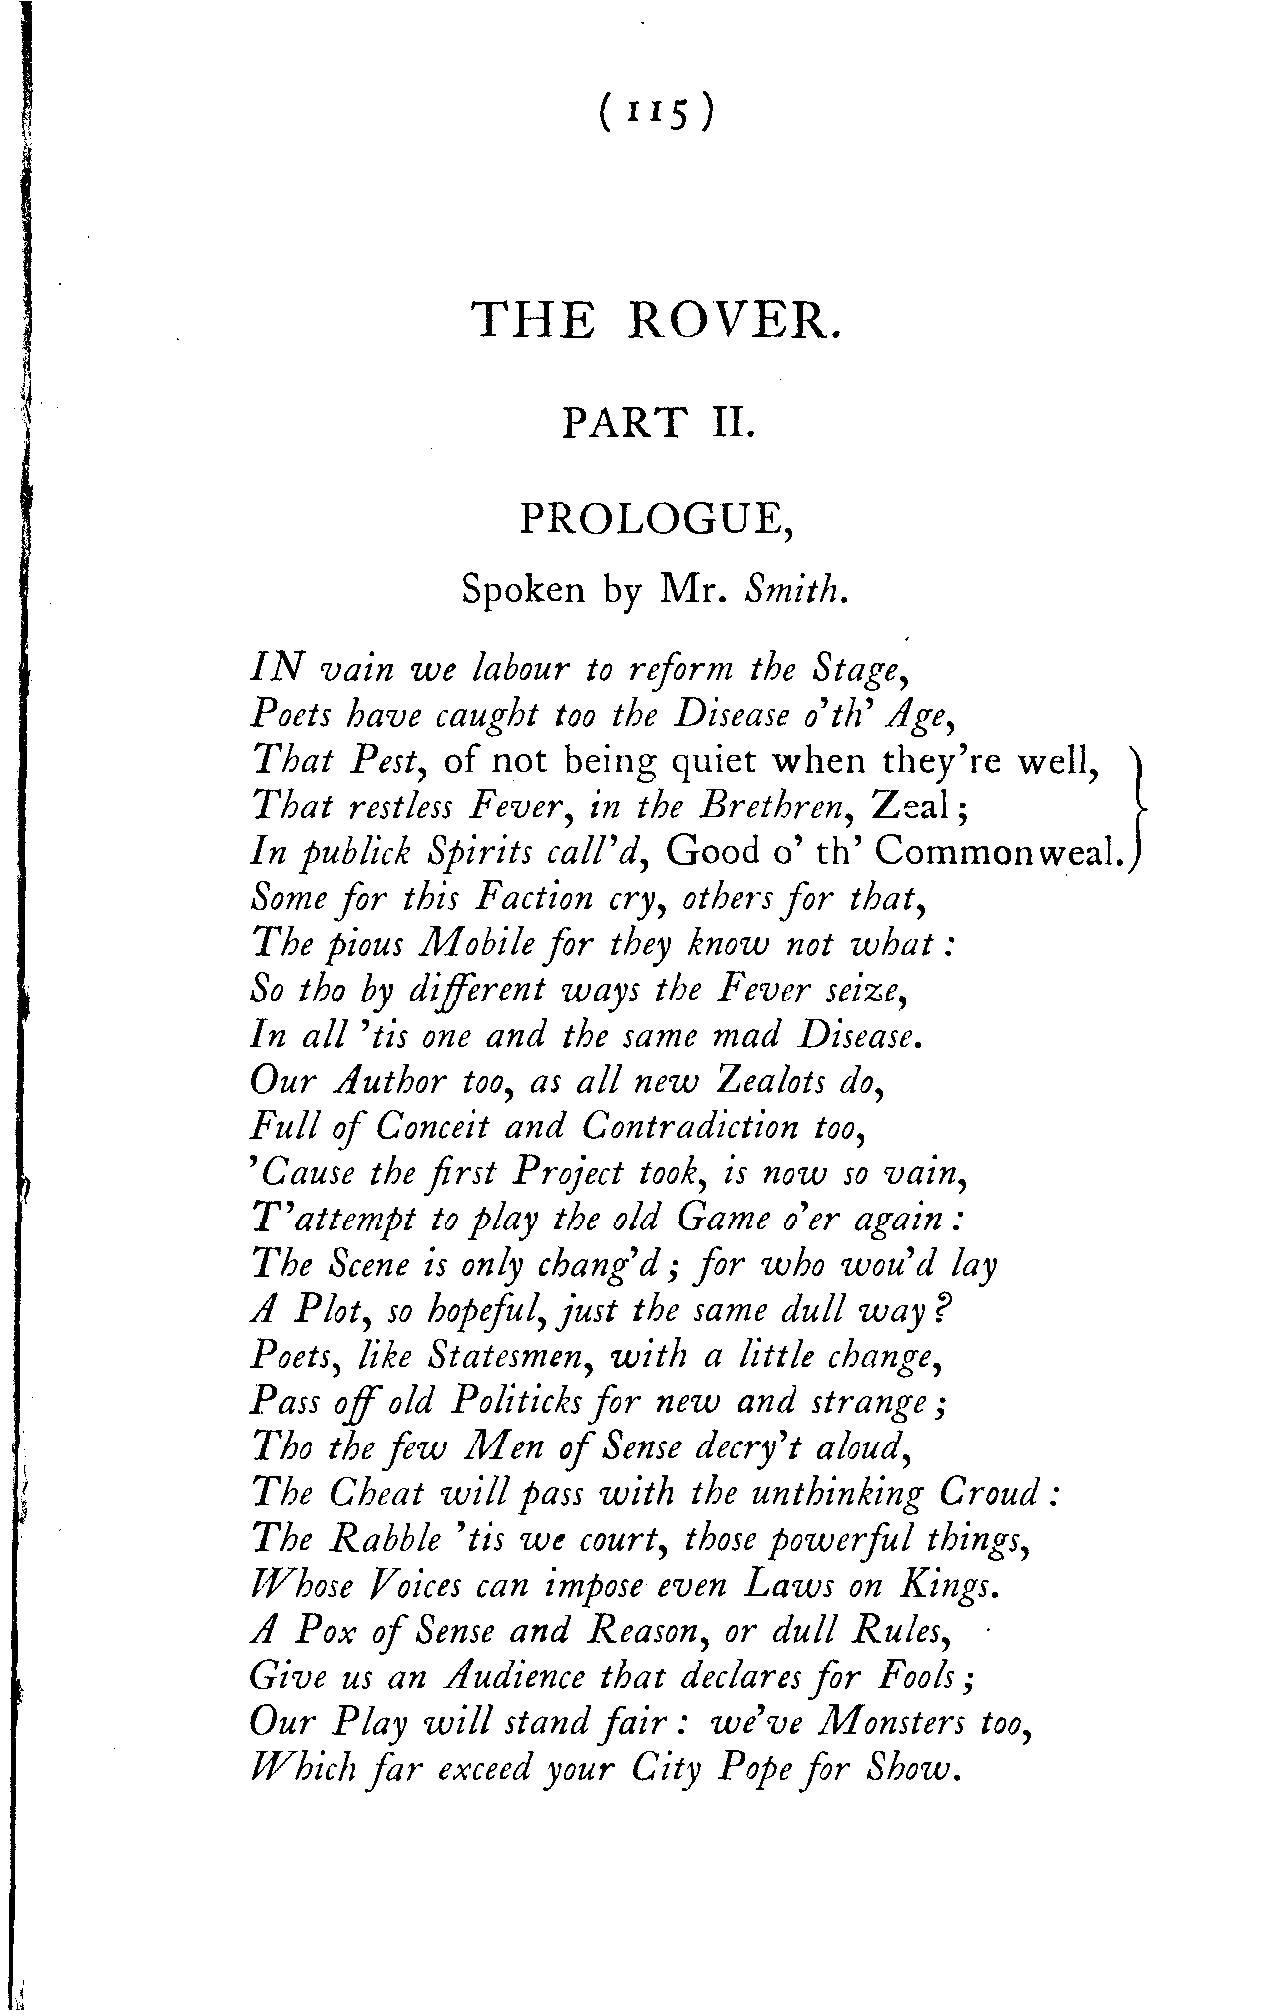 ( 115 )
THE ROVER.
PART II.
PROLOGUE,
Spoken by Mr. Smith.
IN vain we labour to reform the Stage,
Poets have caught too the Disease o'th' Age,
That Pest, of not being quiet when they're well,
That restless Fever, in the Brethren, Zeal;
In publick Spirits call'd, Good o' th' Commonweal.
Some for this Faction cry, others for that,
The pious Mobile for they know not what:
So tho by different ways the Fever seize,
In all 'tis one and the same mad Disease.
Our Author too, as all new Zealots do,
Full of Conceit and Contradiction too,
'Cause the first Project took, is now so vain,
T'attempt to play the old Game o'er again:
The Scene is only chang'd; for who wou'd lay
A Plot, so hopeful, just the same dull way?
Poets, like Statesmen, with a little change,
Pass off old Politicks for new and strange;
Tho the few Men of Sense decry't aloud,
The Cheat will pass with the unthinking Croud:
The Rabble 'tis we court, those powerful things,
Whose Voices can impose even Laws on Kings.
A Pox of Sense and Reason, or dull Rules,
Give us an Audience that declares for Fools;
Our Play will stand fair: we've Monsters too,
Which far exceed your City Pope for Show.